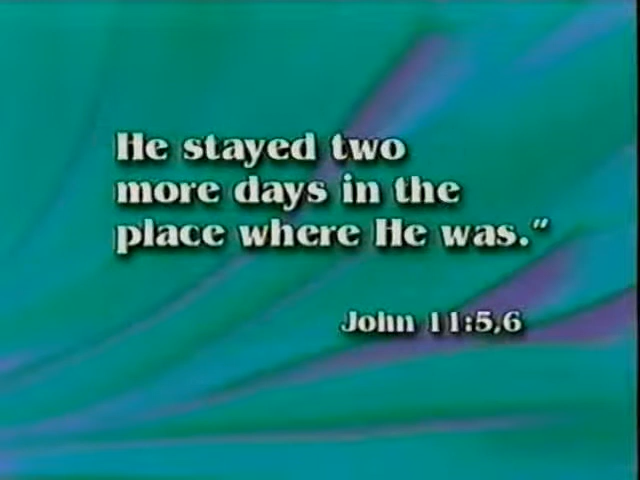 He stayed two
more days in the
place where He was.”
John 11:5,6